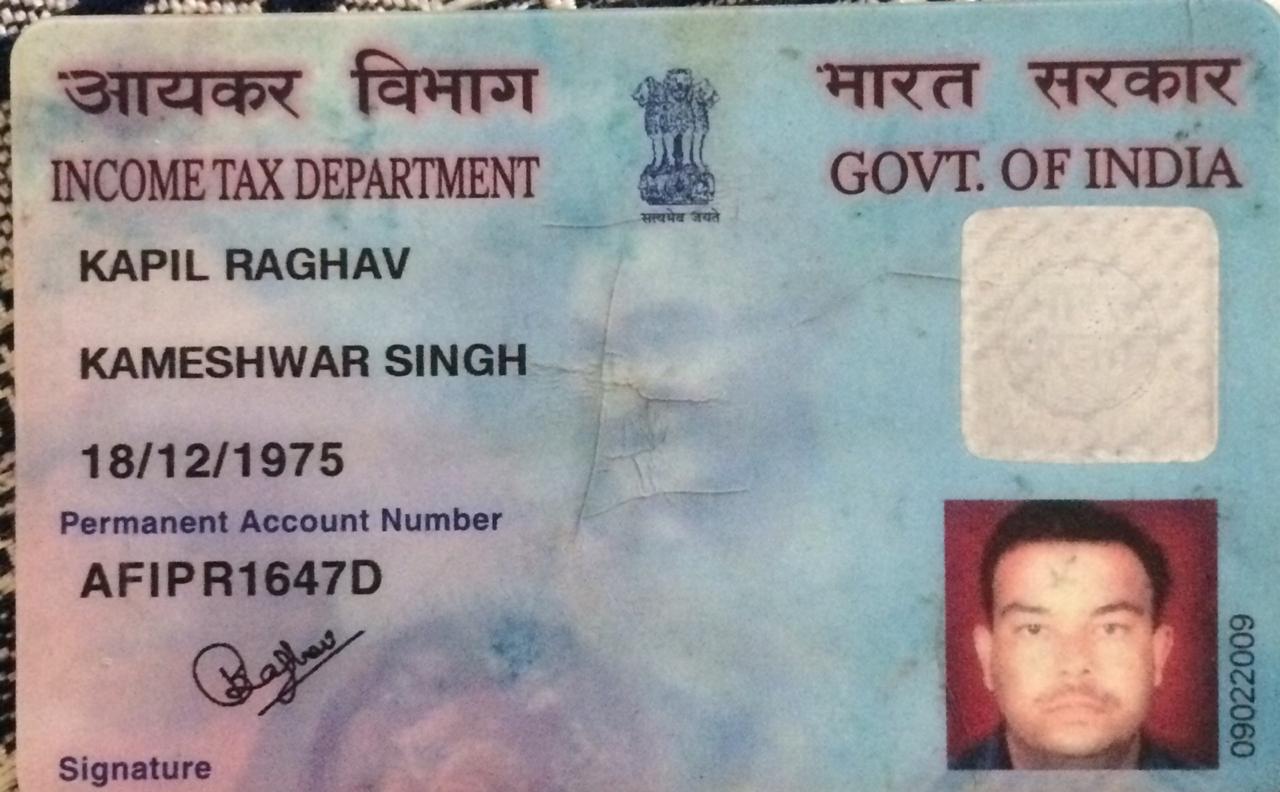 आयकर विभाग
भारत सरकार
INCOME TAX DEPARTMENT
GOVT. OF INDIA
सत्यमेव जयते
KAPIL RAGHAV
KAMESHWAR SINGH
18/12/1975
Permanent Account Number
AFIPR1647D
KRaghav
Signature
09022009